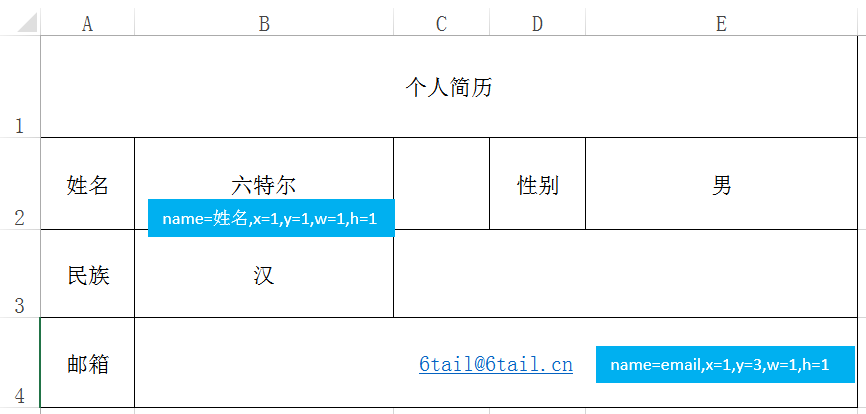 A B C D E
1 个人简历
2 姓名 六特尔 性别 男
name=姓名,x=1,y=1,w=1,h=1
3 民族 汉
4 邮箱 6tail@6tail.cn name=email,x=1,y=3,w=1,h=1